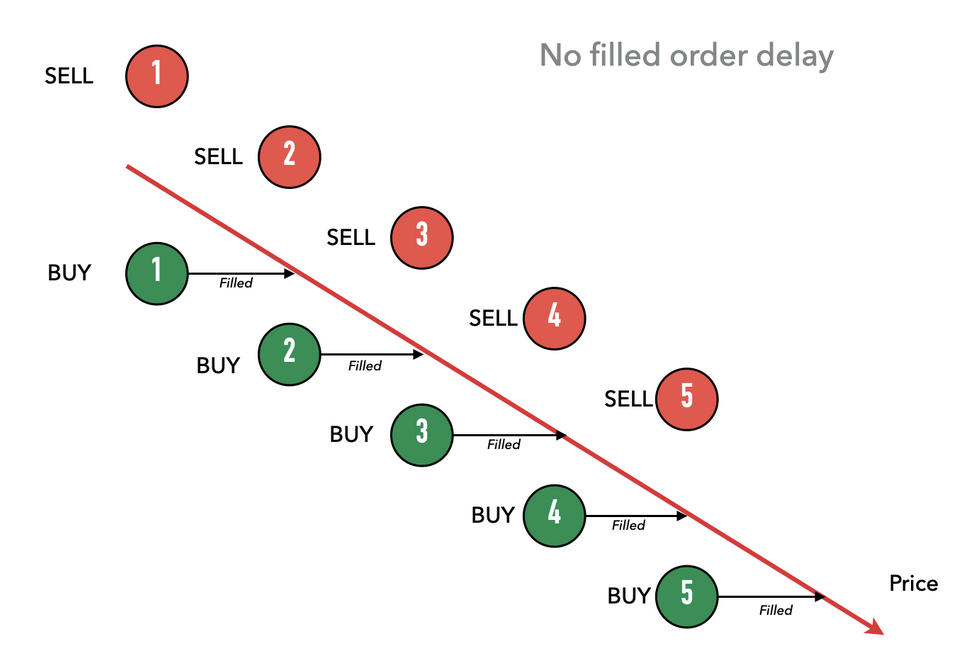 No filled order delay
SELL 1
SELL 2
SELL 3
BUY 1
Filled
SELL 4
BUY 2
Filled
SELL 5
BUY 3
Filled
BUY 4
Filled
Price
BUY 5
Filled